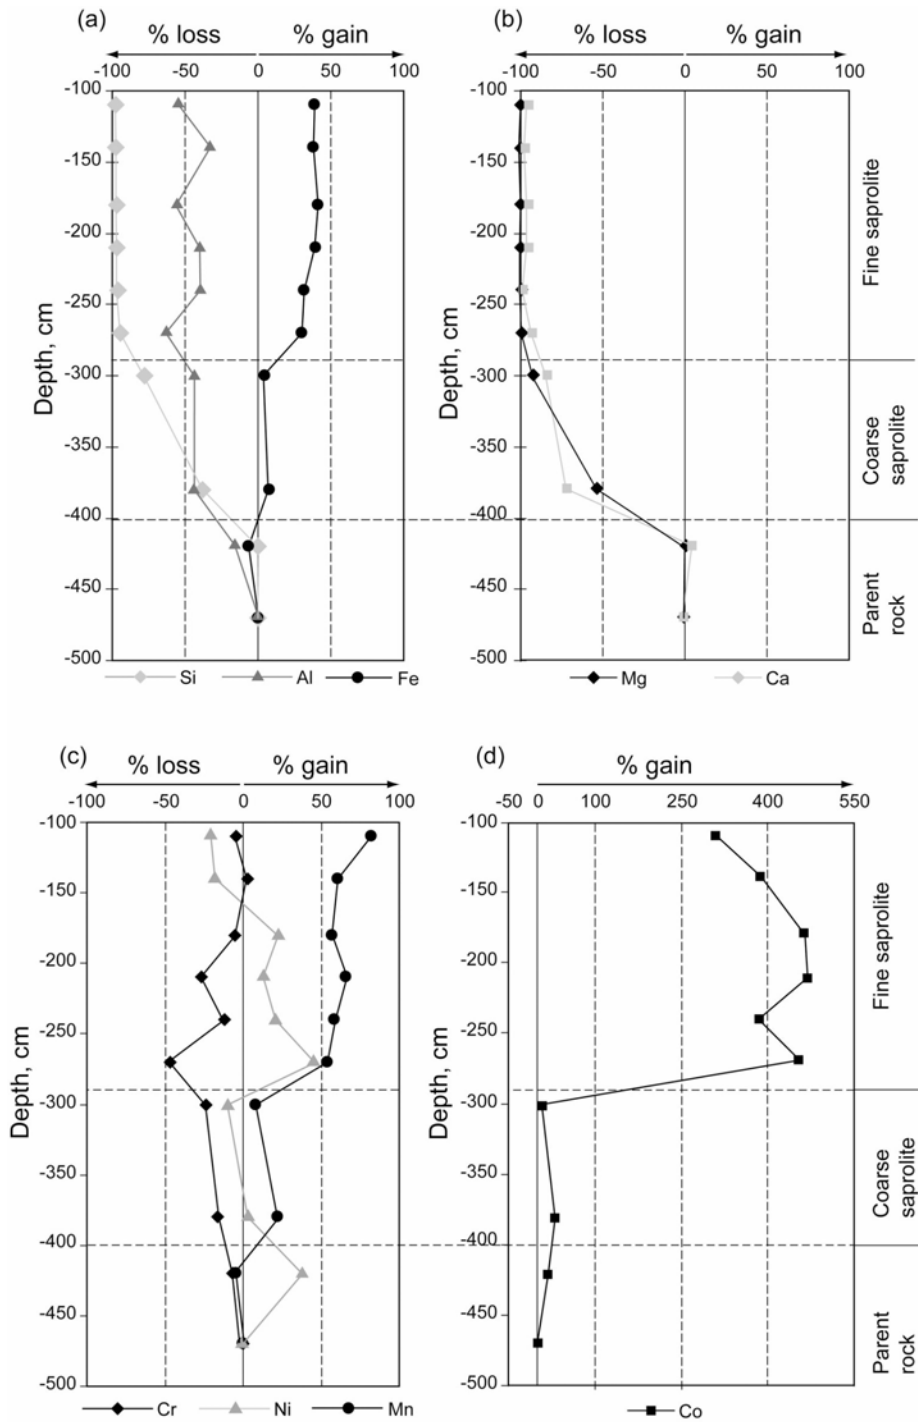 (a)
% loss % gain
-100 -50 0 50 100
-100
-150
-200
-250
-300
-350
-400
-450
-500
Depth, cm
Si Al Fe
(b)
% loss % gain
-100 -50 0 50 100
-100
-150
-200
-250
-300
-350
-400
-450
-500
Depth, cm
Fine saprolite
Coarse
saprolite
Parent
rock
Mg Ca
(c)
% loss % gain
-100 -50 0 50 100
-100
-150
-200
-250
-300
-350
-400
-450
-500
Depth, cm
Cr Ni Mn
(d)
% gain
-50 0 100 250 400 550
-100
-150
-200
-250
-300
-350
-400
-450
-500
Depth, cm
Fine saprolite
Coarse
saprolite
Parent
rock
Co